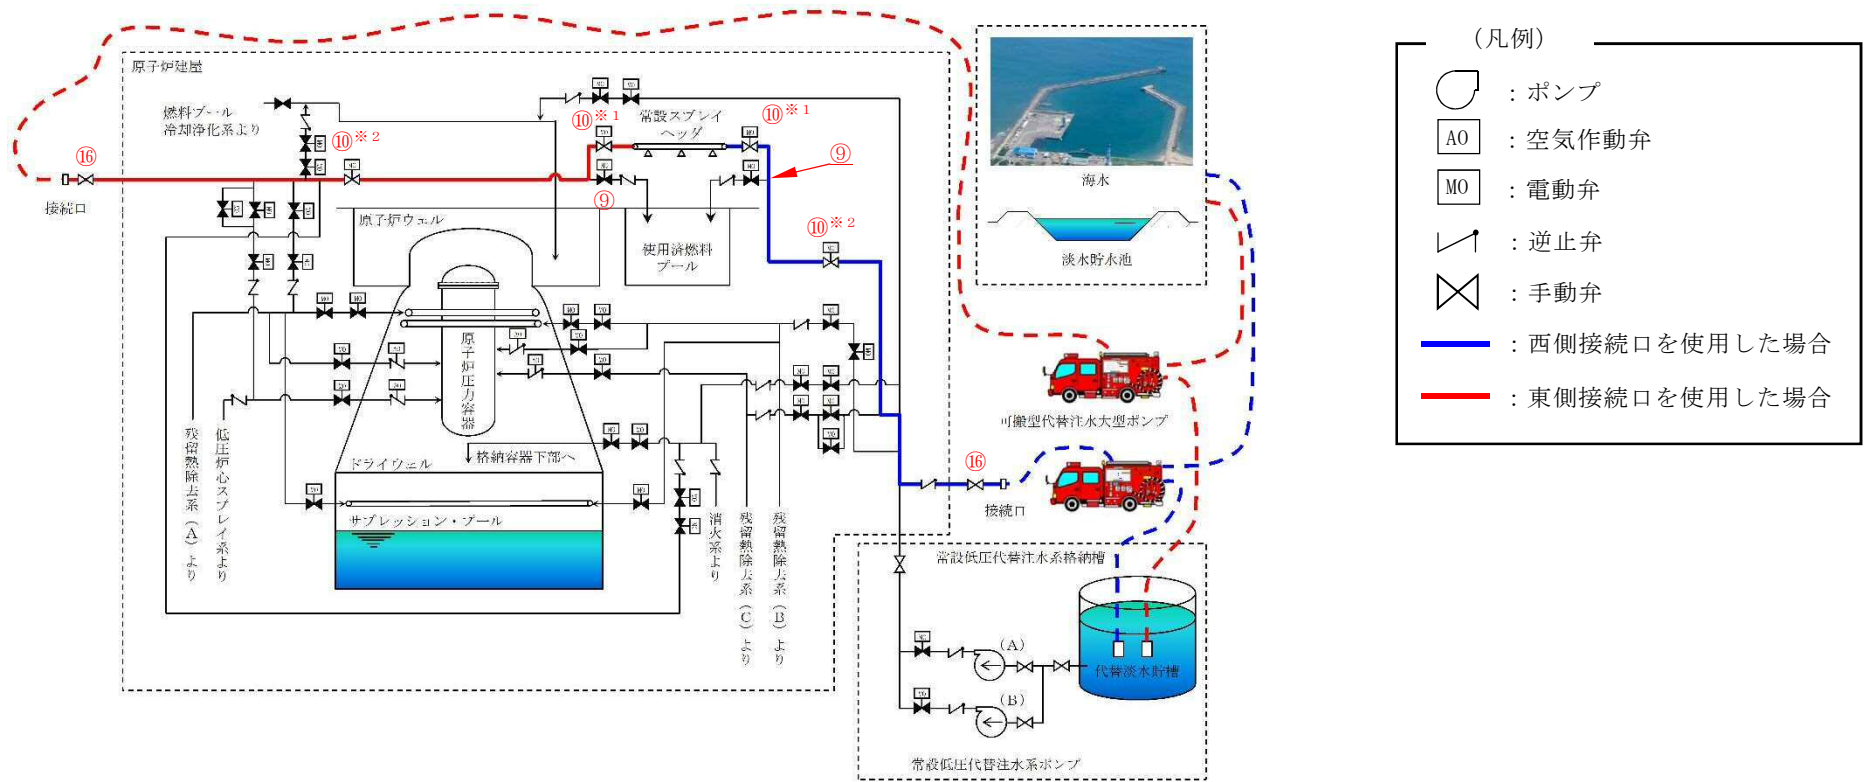 原子炉建屋
燃料プール
冷却浄化系より
⑩※2
⑩※1
常設スプレイ
ヘッダ
⑩※1
⑨
⑯
接続口
⑨
原子炉ウェル
使用済燃料
プール
⑩※2
海水
淡水貯水池
原子炉圧力容器
可搬型代替注水大型ポンプ
ドライウェル
格納容器下部へ
⑯
接続口
サプレッション・プール
残留熱除去系(A)より
低圧炉心スプレイ系より
消火系より
残留熱除去系(C)より
残留熱除去系(B)より
常設低圧代替注水系格納槽
(A)
(B)
代替淡水貯槽
常設低圧代替注水系ポンプ
(凡例)
:ポンプ
AO :空気作動弁
MO :電動弁
:逆止弁
:手動弁
:西側接続口を使用した場合
:東側接続口を使用した場合